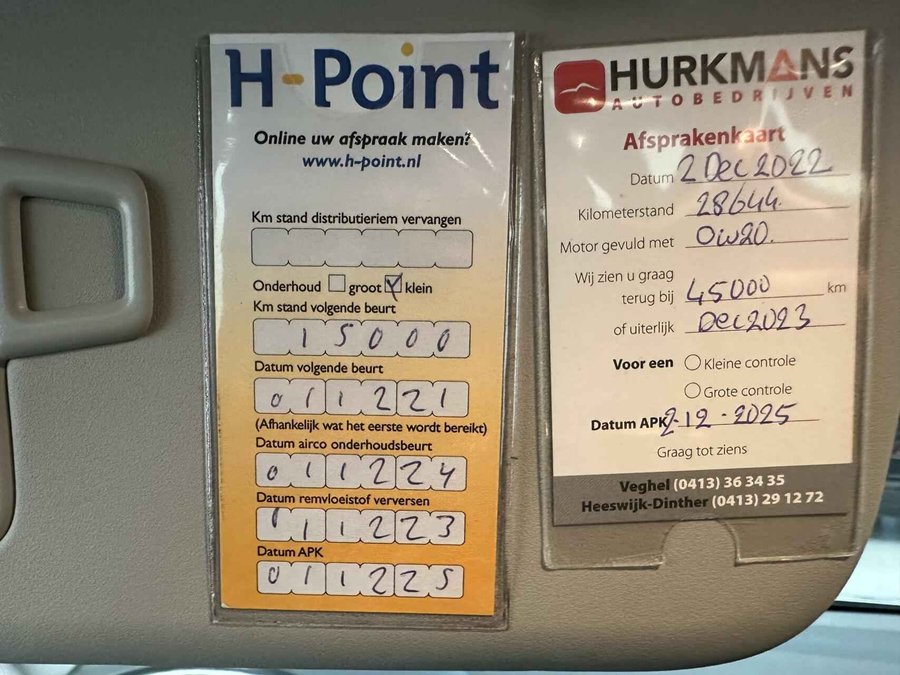 H-Point
Online uw afspraak maken?
www.h-point.nl
Km stand distributieriem vervangen
Onderhoud groot klein
Km stand volgende beurt
15000
Datum volgende beurt
011221
(Afhankelijk wat het eerste wordt bereikt)
Datum airco onderhoudsbeurt
011224
Datum remvloeistof verversen
011223
Datum APK
011225
HURKMANS
AUTOBEDRIJVEN
Afsprakenkaart
Datum 2 Dec 2022
Kilometerstand 28644.
Motor gevuld met 0W20.
Wij zien u graag
terug bij 45000 km
of uiterlijk Dec 2023
Voor een Kleine controle
Grote controle
Datum APK 2-12-2025
Graag tot ziens
Veghel (0413) 36 34 35
Heeswijk-Dinther (0413) 29 12 72